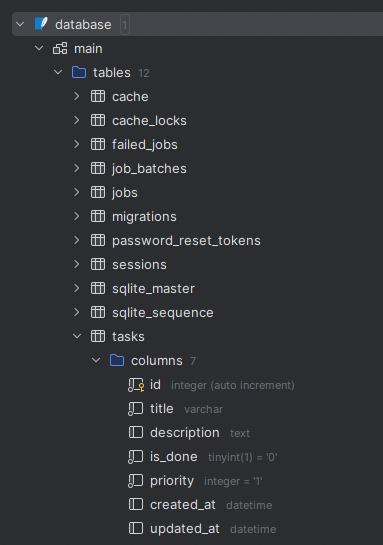 database 1
main
tables 12
cache
cache_locks
failed_jobs
job_batches
jobs
migrations
password_reset_tokens
sessions
sqlite_master
sqlite_sequence
tasks
columns 7
id integer (auto increment)
title varchar
description text
is_done tinyint(1) = '0'
priority integer = '1'
created_at datetime
updated_at datetime